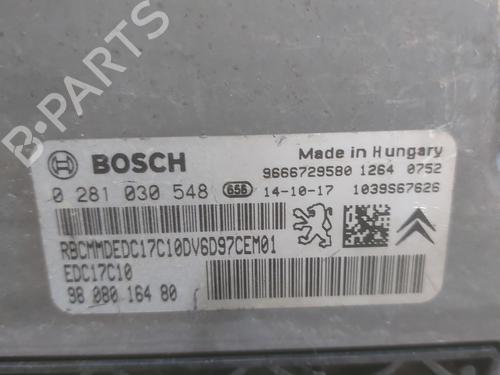 B-PARTS
BOSCH
Made in Hungary
9666729580 1264 0752
0 281 030 548 656 14-10-17 1039S67626
RBCMMDEDC17C10DV6D97CEM01
EDC17C10
98 080 164 80